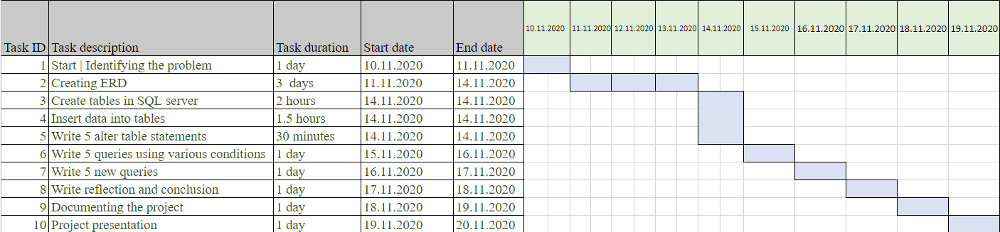 Task ID Task description Task duration Start date End date 10.11.2020 11.11.2020 12.11.2020 13.11.2020 14.11.2020 15.11.2020 16.11.2020 17.11.2020 18.11.2020 19.11.2020
1 Start | Identifying the problem 1 day 10.11.2020 11.11.2020
2 Creating ERD 3 days 11.11.2020 14.11.2020
3 Create tables in SQL server 2 hours 14.11.2020 14.11.2020
4 Insert data into tables 1.5 hours 14.11.2020 14.11.2020
5 Write 5 alter table statements 30 minutes 14.11.2020 14.11.2020
6 Write 5 queries using various conditions 1 day 15.11.2020 16.11.2020
7 Write 5 new queries 1 day 16.11.2020 17.11.2020
8 Write reflection and conclusion 1 day 17.11.2020 18.11.2020
9 Documenting the project 1 day 18.11.2020 19.11.2020
10 Project presentation 1 day 19.11.2020 20.11.2020